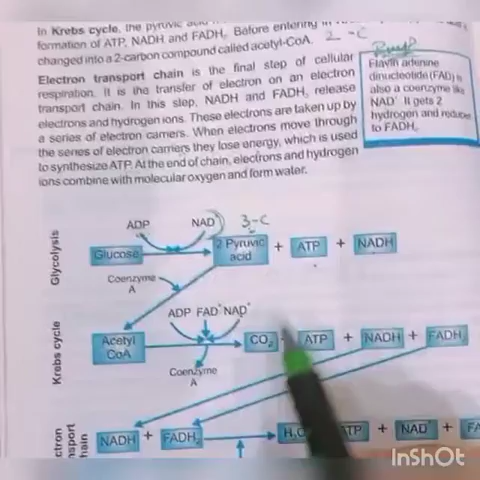 In Krebs cycle, the pyruvic acid
formation of ATP, NADH and FADH2. Before entering in
changed into a 2-carbon compound called acetyl-CoA. 2-C
Electron transport chain is the final step of cellular
respiration. It is the transfer of electron on an electron
transport chain. In this step, NADH and FADH2 release
electrons and hydrogen ions. These electrons are taken up by
a series of electron carriers. When electrons move through
the series of electron carriers they lose energy, which is used
to synthesize ATP. At the end of chain, electrons and hydrogen
ions combine with molecular oxygen and form water.
Flavin adenine
dinucleotide (FAD) is
also a coenzyme like
NAD+ It gets 2
hydrogen and reduces
to FADH2
ADP NAD+ 3-C
Glycolysis
Glucose 2 Pyruvic acid + ATP + NADH
Coenzyme
A
ADP FAD+ NAD+
Krebs cycle
Acetyl CoA CO2 ATP + NADH + FADH2
Coenzyme
A
NADH + FADH2 H2O ATP + NAD+ +
InShOt